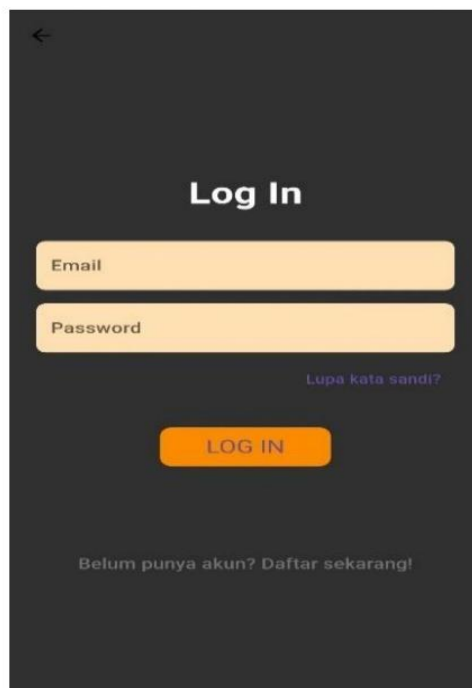 Log In
Email
Password
Lupa kata sandi?
LOG IN
Belum punya akun? Daftar sekarang!